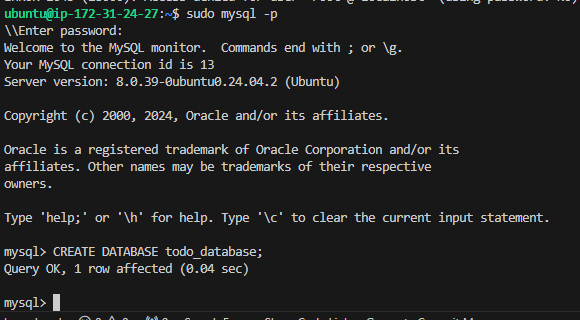 ubuntu@ip-172-31-24-27:~$ sudo mysql -p
\\Enter password:
Welcome to the MySQL monitor.  Commands end with ; or \g.
Your MySQL connection id is 13
Server version: 8.0.39-0ubuntu0.24.04.2 (Ubuntu)
Copyright (c) 2000, 2024, Oracle and/or its affiliates.
Oracle is a registered trademark of Oracle Corporation and/or its
affiliates. Other names may be trademarks of their respective
owners.
Type 'help;' or '\h' for help. Type '\c' to clear the current input statement.
mysql> CREATE DATABASE todo_database;
Query OK, 1 row affected (0.04 sec)
mysql>